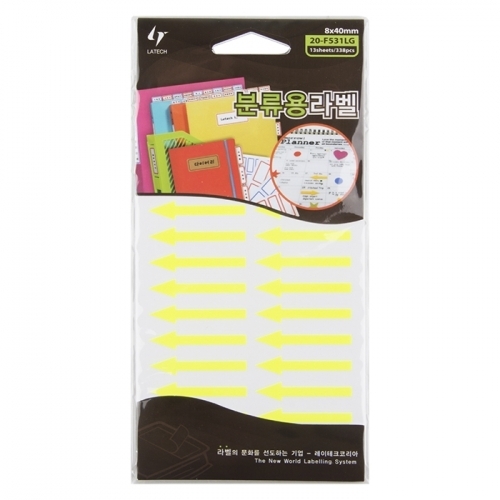 LATECH
8x40mm
20-F531LG
13sheets/338pcs
분류용라벨
Planner
라벨의 문화를 선도하는 기업 - 레이테크코리아
The New World Labelling System